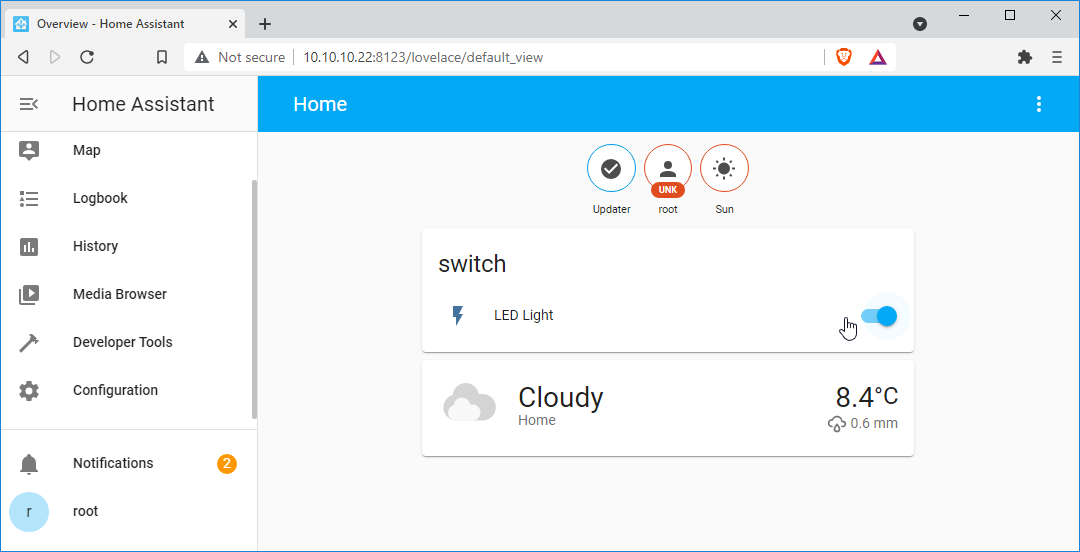 Overview - Home Assistant
Not secure
10.10.10.22:8123/lovelace/default_view
Home Assistant
Home
Map
Logbook
History
Media Browser
Developer Tools
Configuration
Notifications
2
r
root
UNK
Updater
root
Sun
switch
LED Light
Cloudy
8.4°C
Home
0.6 mm